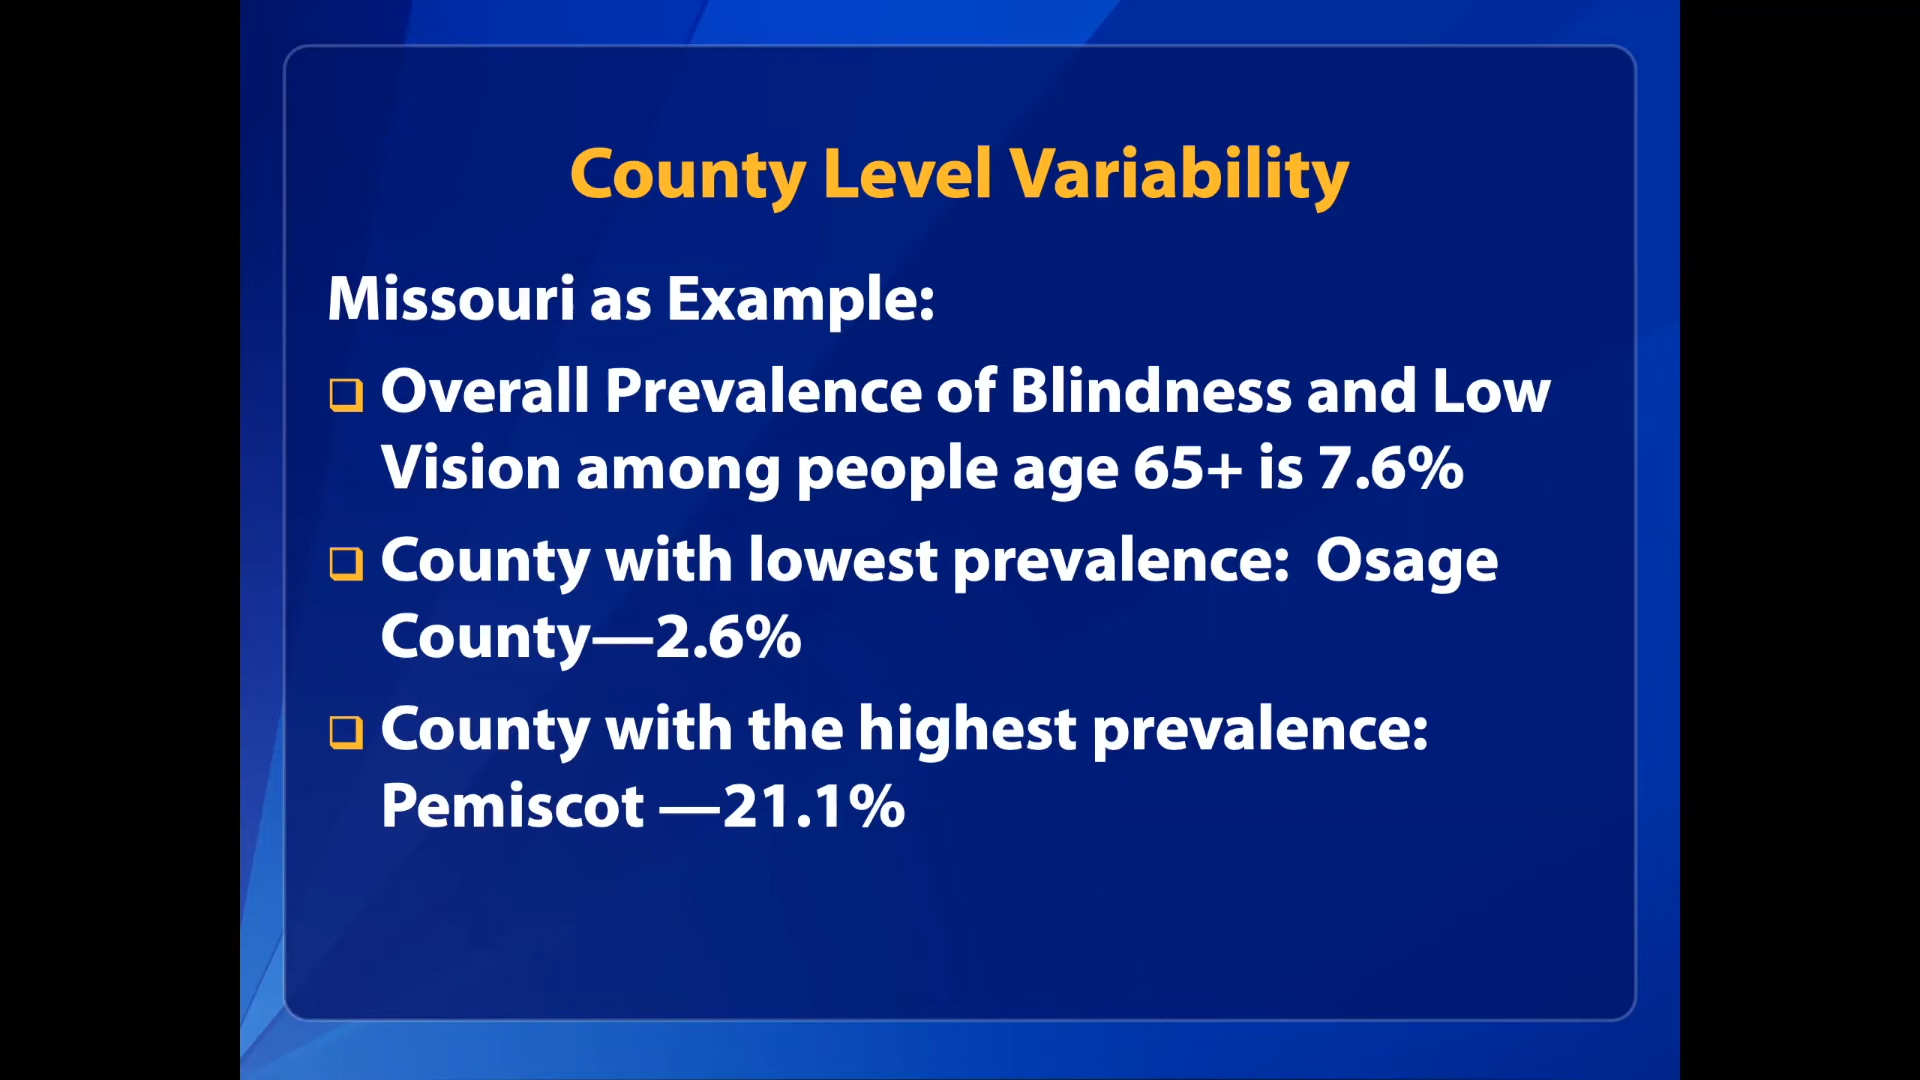 County Level Variability
Missouri as Example:
❑ Overall Prevalence of Blindness and Low
Vision among people age 65+ is 7.6%
❑ County with lowest prevalence:  Osage
County—2.6%
❑ County with the highest prevalence:
Pemiscot —21.1%